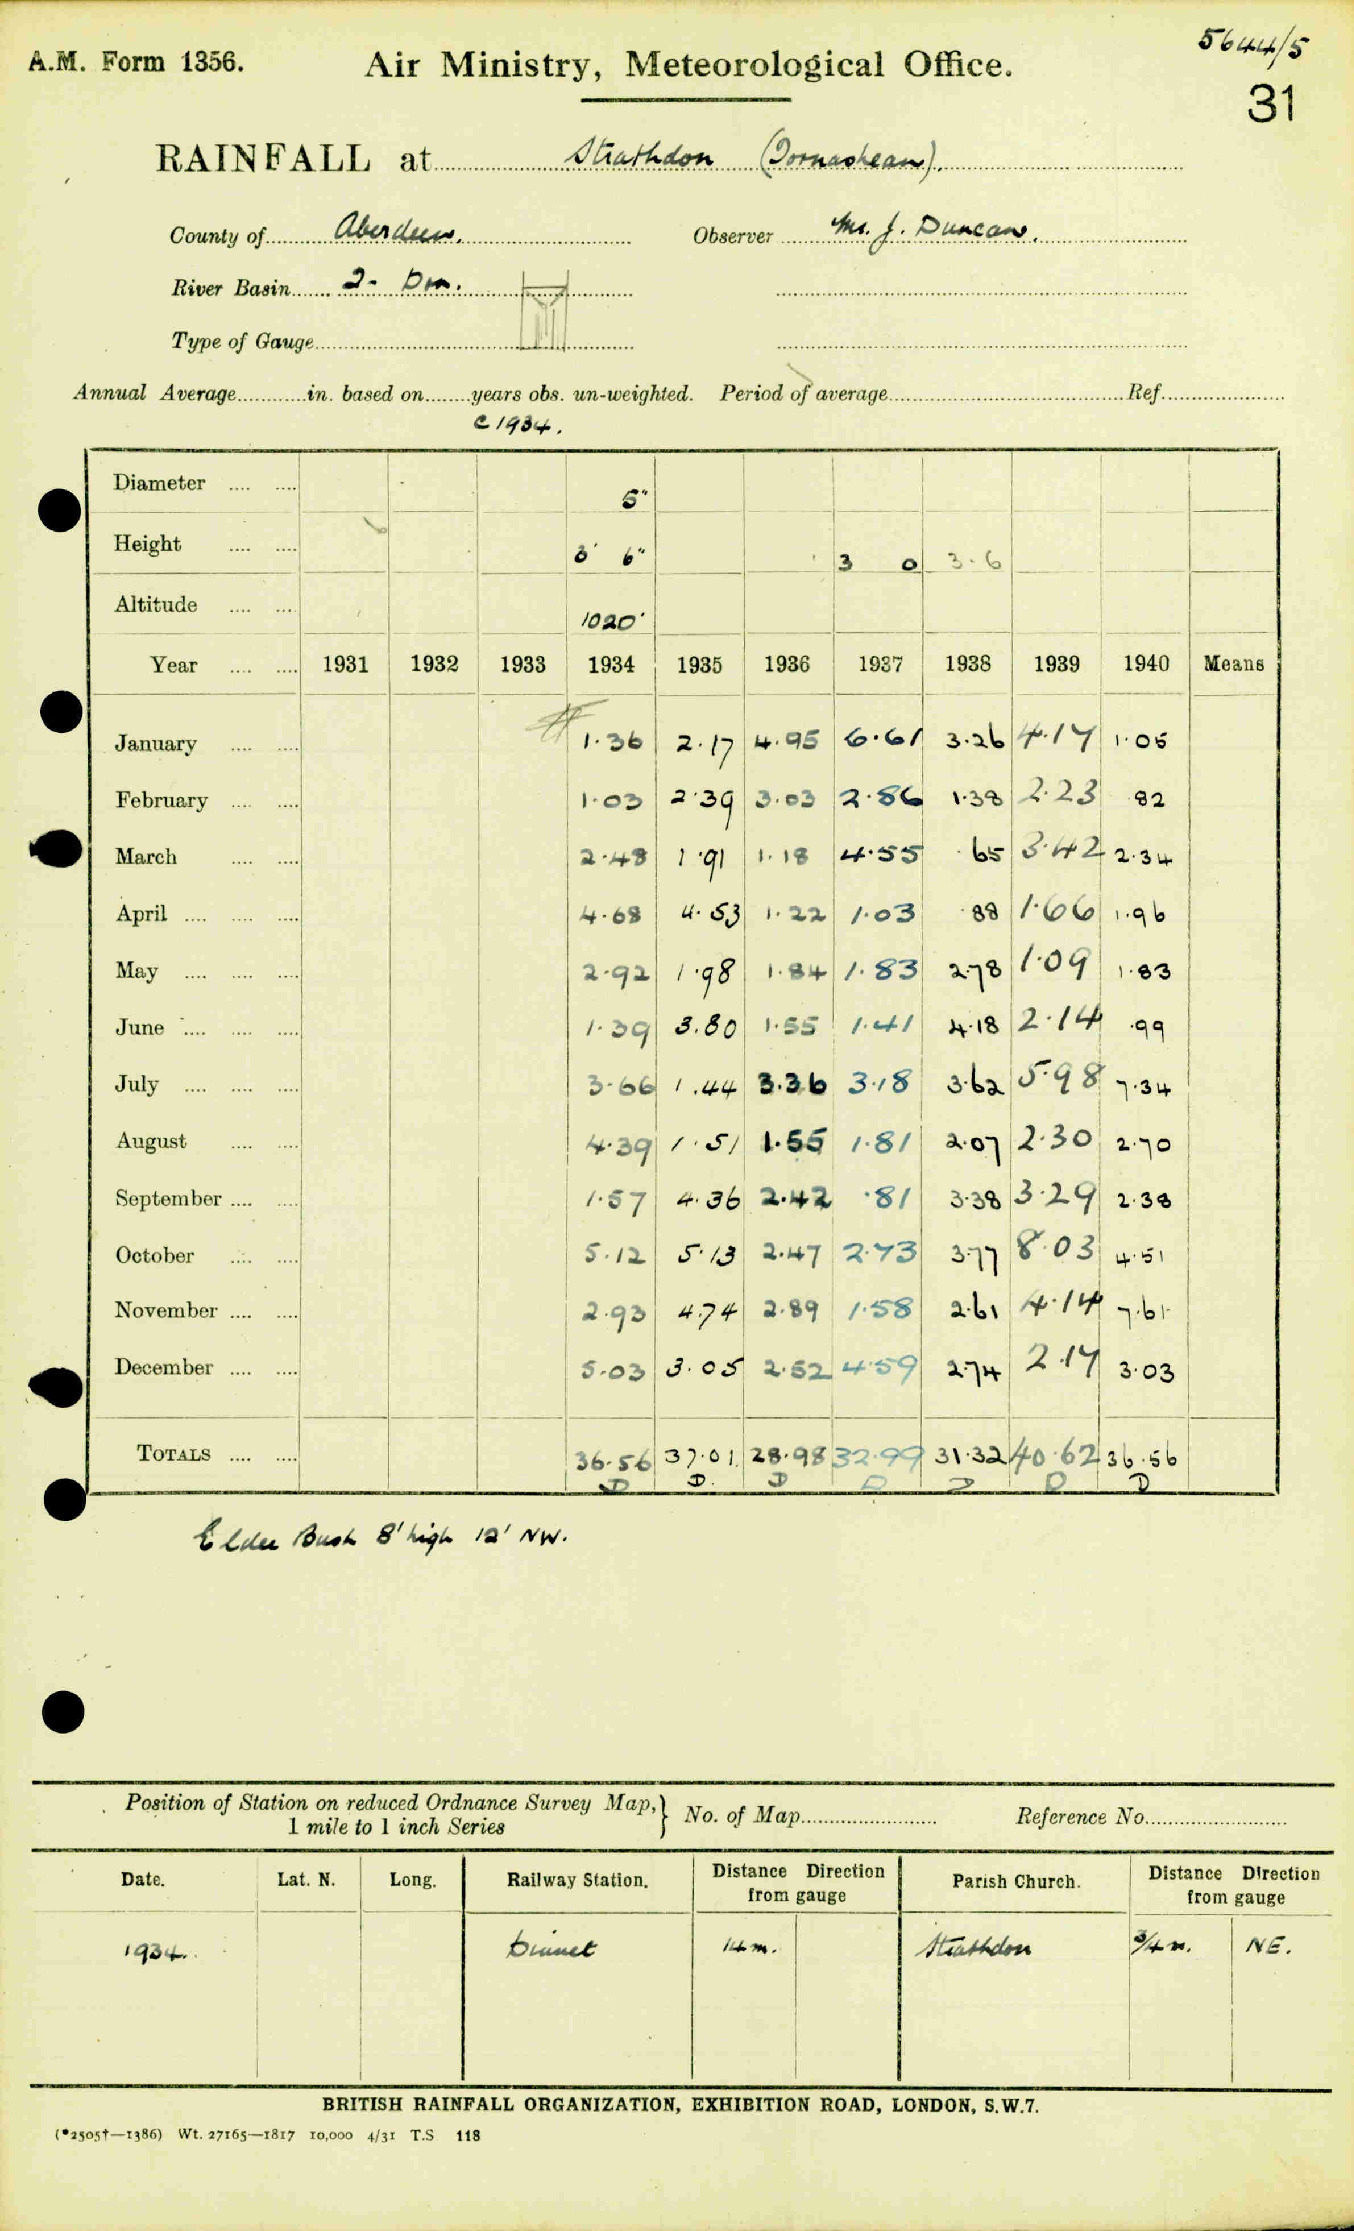 5644/5
A.M. Form 1356. Air Ministry, Meteorological Office.
31
RAINFALL at Strathdon (Tornashean).
County of Aberdeen. Observer Mrs. J. Duncan.
River Basin 2- Don.
Type of Gauge
Annual Average in. based on years obs. un-weighted. Period of average Ref.
c 1934.
Diameter 5"
Height 3' 6" 3 0 3.6
Altitude 1020'
Year 1931 1932 1933 1934 1935 1936 1937 1938 1939 1940 Means
January 1.36 2.17 4.95 6.61 3.26 4.17 1.05
February 1.03 2.39 3.03 2.86 1.38 2.23 .82
March 2.48 1.91 1.18 4.55 .65 3.42 2.34
April 4.68 4.53 1.22 1.03 .88 1.66 1.96
May 2.92 1.98 1.84 1.83 2.78 1.09 1.83
June 1.39 3.80 1.55 1.41 4.18 2.14 .99
July 3.66 1.44 3.36 3.18 3.62 5.98 7.34
August 4.39 1.51 1.55 1.81 2.07 2.30 2.70
September 1.57 4.36 2.42 .81 3.38 3.29 2.38
October 5.12 5.13 2.47 2.73 3.77 8.03 4.51
November 2.93 4.74 2.89 1.58 2.61 4.14 7.61
December 5.03 3.05 2.52 4.59 2.74 2.17 3.03
TOTALS 36.56 37.01 28.98 32.99 31.32 40.62 36.56
D D. D D D D D
Elder Bush 8' high 12' NW.
Position of Station on reduced Ordnance Survey Map, 1 mile to 1 inch Series } No. of Map Reference No.
Date. Lat. N. Long. Railway Station. Distance Direction from gauge Parish Church. Distance Direction from gauge
1934. Dinnet 14m. Strathdon 3/4 m. NE.
BRITISH RAINFALL ORGANIZATION, EXHIBITION ROAD, LONDON, S.W.7.
(*2505†—1386) Wt. 27165—1817 10,000 4/31 T.S 118